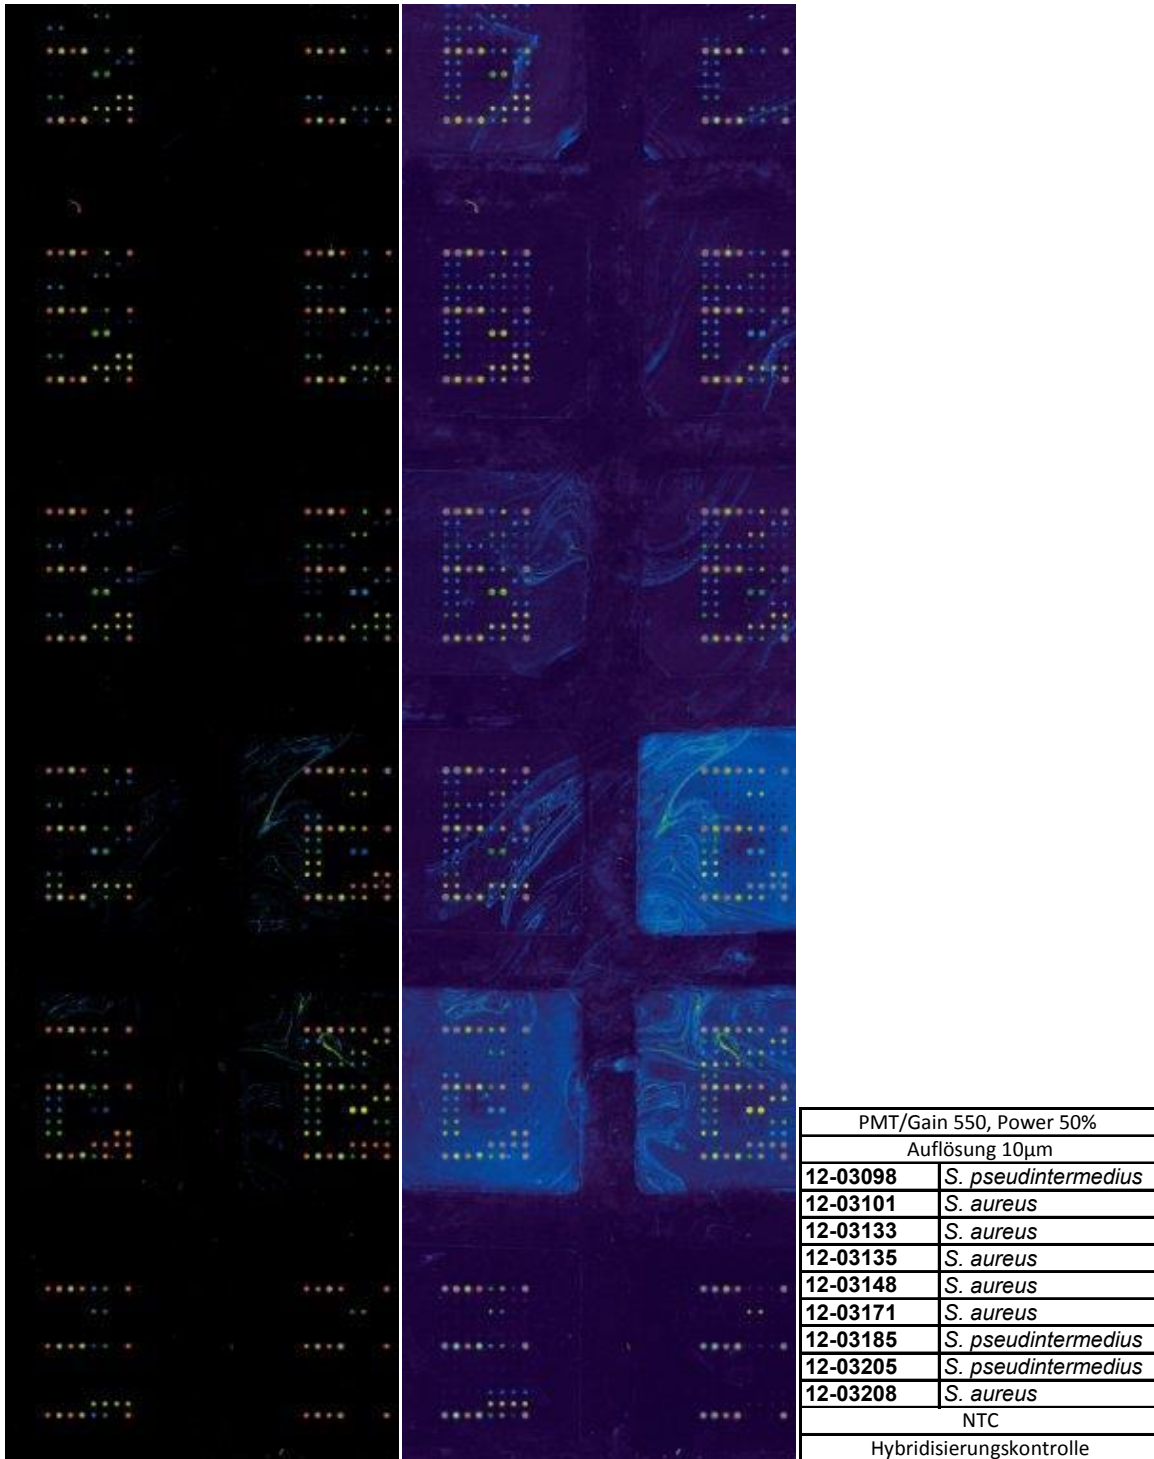 PMT/Gain 550, Power 50%
Auflösung 10µm
12-03098 S. pseudintermedius
12-03101 S. aureus
12-03133 S. aureus
12-03135 S. aureus
12-03148 S. aureus
12-03171 S. aureus
12-03185 S. pseudintermedius
12-03205 S. pseudintermedius
12-03208 S. aureus
NTC
Hybridisierungskontrolle